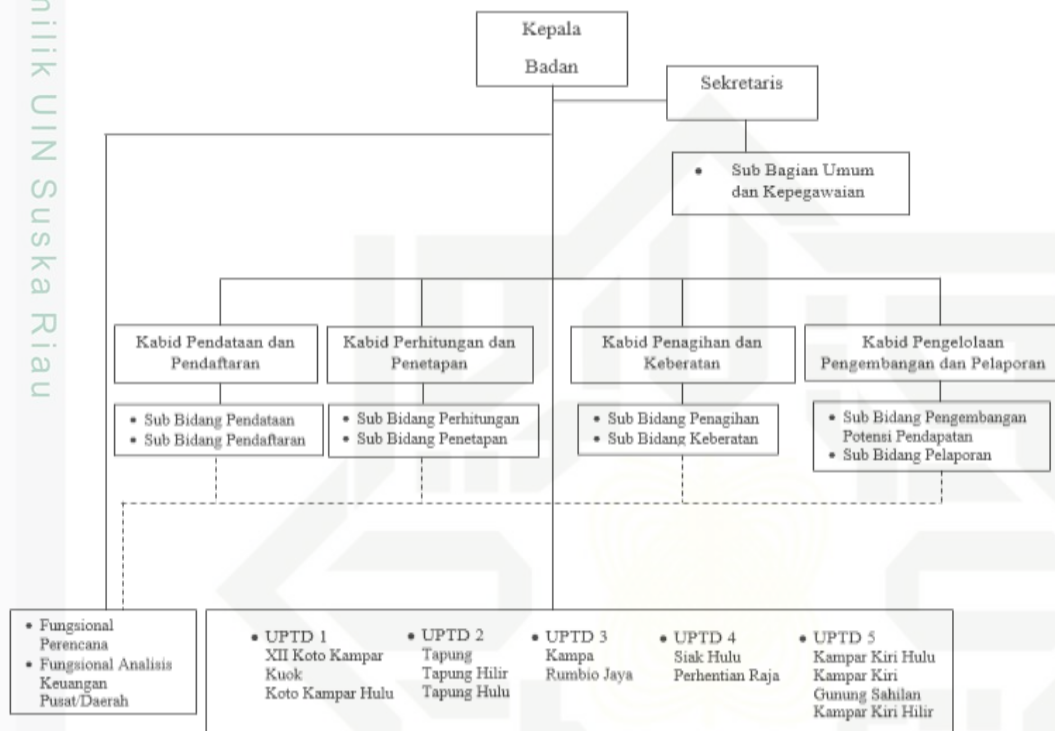 milik UIN Suska Riau
Kepala
Badan
Sekretaris
• Sub Bagian Umum
dan Kepegawaian
Kabid Pendataan dan
Pendaftaran
Kabid Perhitungan dan
Penetapan
Kabid Penagihan dan
Keberatan
Kabid Pengelolaan
Pengembangan dan Pelaporan
• Sub Bidang Pendataan
• Sub Bidang Pendaftaran
• Sub Bidang Perhitungan
• Sub Bidang Penetapan
• Sub Bidang Penagihan
• Sub Bidang Keberatan
• Sub Bidang Pengembangan
Potensi Pendapatan
• Sub Bidang Pelaporan
• Fungsional
Perencana
• Fungsional Analisis
Keuangan
Pusat/Daerah
• UPTD 1
XII Koto Kampar
Kuok
Koto Kampar Hulu
• UPTD 2
Tapung
Tapung Hilir
Tapung Hulu
• UPTD 3
Kampa
Rumbio Jaya
• UPTD 4
Siak Hulu
Perhentian Raja
• UPTD 5
Kampar Kiri Hulu
Kampar Kiri
Gunung Sahilan
Kampar Kiri Hilir